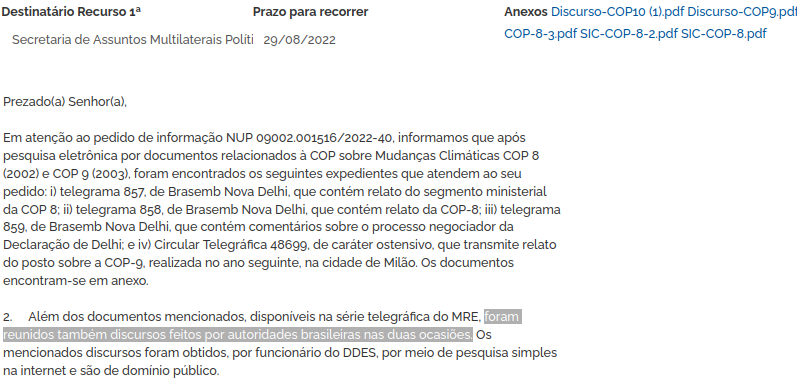 Destinatário Recurso 1ª Prazo para recorrer Anexos Discurso-COP10 (1).pdf Discurso-COP9.pdf
Secretaria de Assuntos Multilaterais Políti 29/08/2022 COP-8-3.pdf SIC-COP-8-2.pdf SIC-COP-8.pdf
Prezado(a) Senhor(a),
Em atenção ao pedido de informação NUP 09002.001516/2022-40, informamos que após
pesquisa eletrônica por documentos relacionados à COP sobre Mudanças Climáticas COP 8
(2002) e COP 9 (2003), foram encontrados os seguintes expedientes que atendem ao seu
pedido: i) telegrama 857, de Brasemb Nova Delhi, que contém relato do segmento ministerial
da COP 8; ii) telegrama 858, de Brasemb Nova Delhi, que contém relato da COP-8; iii) telegrama
859, de Brasemb Nova Delhi, que contém comentários sobre o processo negociador da
Declaração de Delhi; e iv) Circular Telegráfica 48699, de caráter ostensivo, que transmite relato
do posto sobre a COP-9, realizada no ano seguinte, na cidade de Milão. Os documentos
encontram-se em anexo.
2. Além dos documentos mencionados, disponíveis na série telegráfica do MRE, foram
reunidos também discursos feitos por autoridades brasileiras nas duas ocasiões. Os
mencionados discursos foram obtidos, por funcionário do DDES, por meio de pesquisa simples
na internet e são de domínio público.